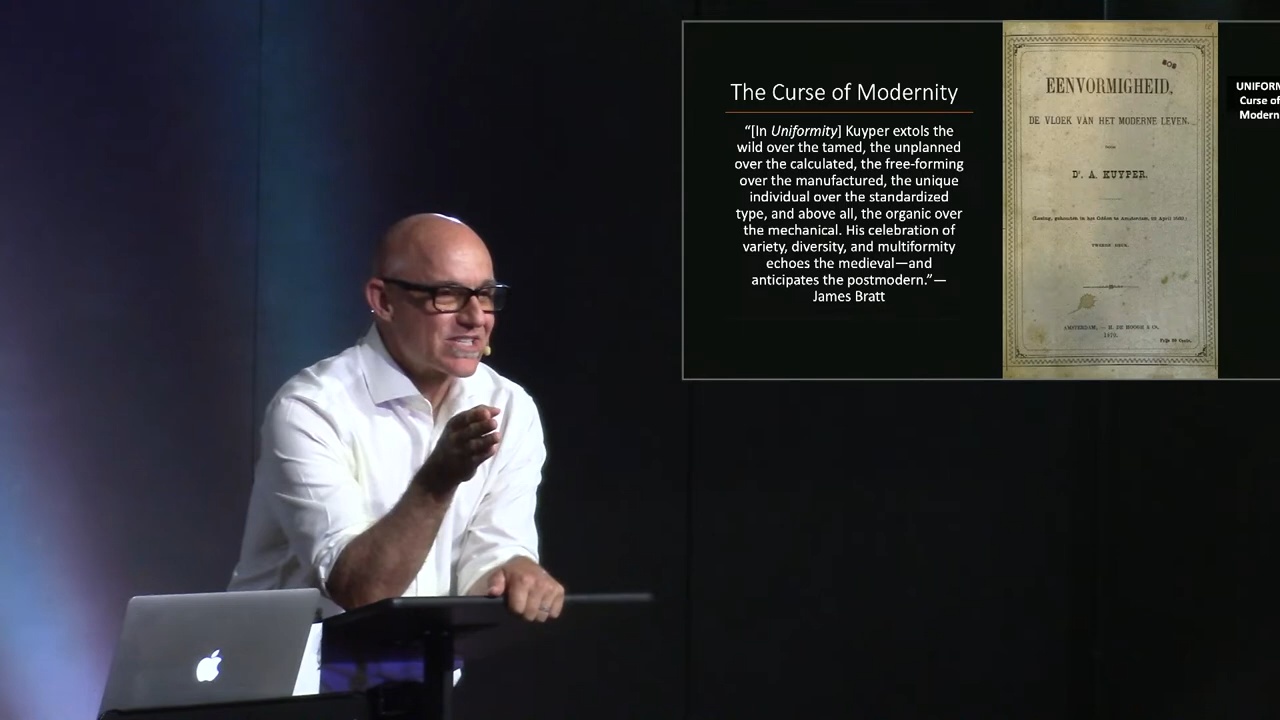 The Curse of Modernity
“[In Uniformity] Kuyper extols the
wild over the tamed, the unplanned
over the calculated, the free-forming
over the manufactured, the unique
individual over the standardized
type, and above all, the organic over
the mechanical. His celebration of
variety, diversity, and multiformity
echoes the medieval—and
anticipates the postmodern.”—
James Bratt
EENVORMIGHEID,
DE VLOEK VAN HET MODERNE LEVEN.
Dr. A. KUYPER.
TWEEDE DRUK.
AMSTERDAM, — H. DE HOOGH & Co.
UNIFORM
Curse of
Modern